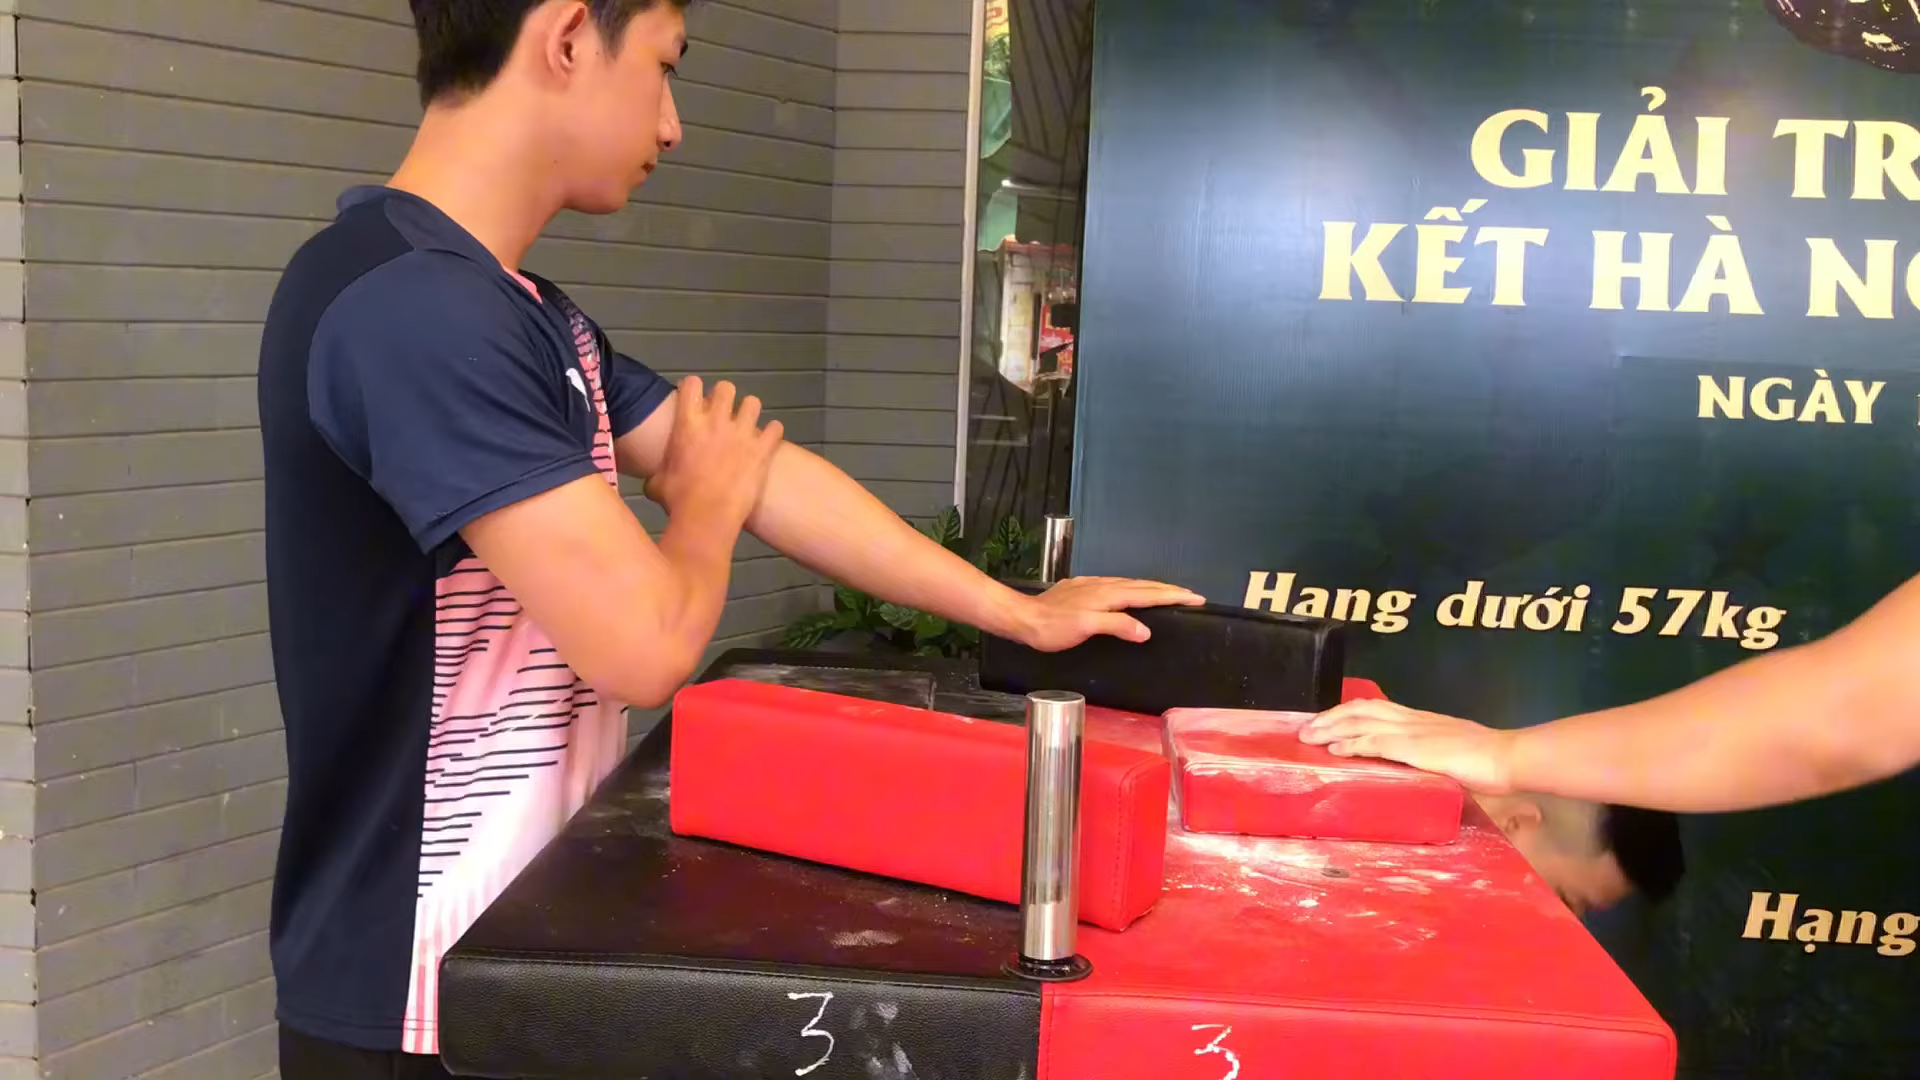 GIẢI TR
KẾT HÀ N
NGÀY
Hạng dưới 57kg
Hạng
3
3